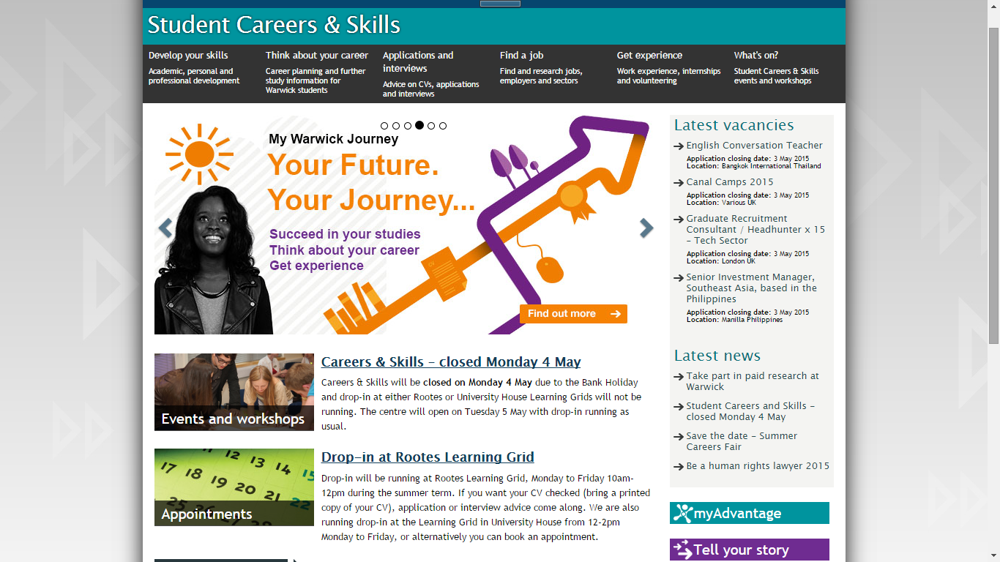 Student Careers & Skills
Develop your skills
Academic, personal and
professional development
Think about your career
Career planning and further
study information for
Warwick students
Applications and
interviews
Advice on CVs, applications
and interviews
Find a job
Find and research jobs,
employers and sectors
Get experience
Work experience, internships
and volunteering
What's on?
Student Careers & Skills
events and workshops
My Warwick Journey
Your Future.
Your Journey...
Succeed in your studies
Think about your career
Get experience
CV
Find out more
Events and workshops
Careers & Skills - closed Monday 4 May
Careers & Skills will be closed on Monday 4 May due to the Bank Holiday
and drop-in at either Rootes or University House Learning Grids will not be
running. The centre will open on Tuesday 5 May with drop-in running as
usual.
12 13 14 15
17 18 19 20 21 22
25 26 28
Appointments
Drop-in at Rootes Learning Grid
Drop-in will be running at Rootes Learning Grid, Monday to Friday 10am-
12pm during the summer term. If you want your CV checked (bring a printed
copy of your CV), application or interview advice come along. We are also
running drop-in at the Learning Grid in University House from 12-2pm
Monday to Friday, or alternatively you can book an appointment.
Latest vacancies
English Conversation Teacher
Application closing date: 3 May 2015
Location: Bangkok International Thailand
Canal Camps 2015
Application closing date: 3 May 2015
Location: Various UK
Graduate Recruitment
Consultant / Headhunter x 15
- Tech Sector
Application closing date: 3 May 2015
Location: London UK
Senior Investment Manager,
Southeast Asia, based in the
Philippines
Application closing date: 3 May 2015
Location: Manilla Philippines
Latest news
Take part in paid research at
Warwick
Student Careers and Skills -
closed Monday 4 May
Save the date - Summer
Careers Fair
Be a human rights lawyer 2015
myAdvantage
Tell your story